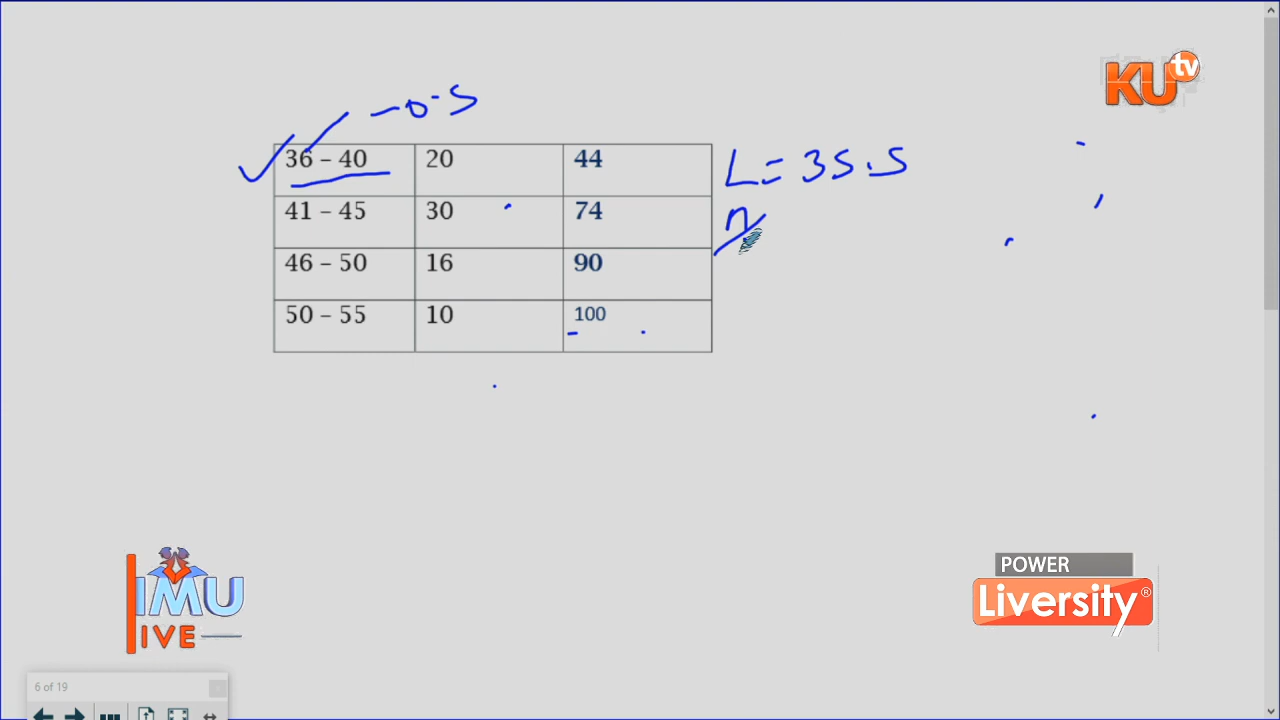 KU tv
-0.5
36 – 40 20 44 L = 35.5
41 – 45 30 74 n/
46 – 50 16 90
50 – 55 10 100
IMU
IVE
POWER
Liversity®
6 of 19